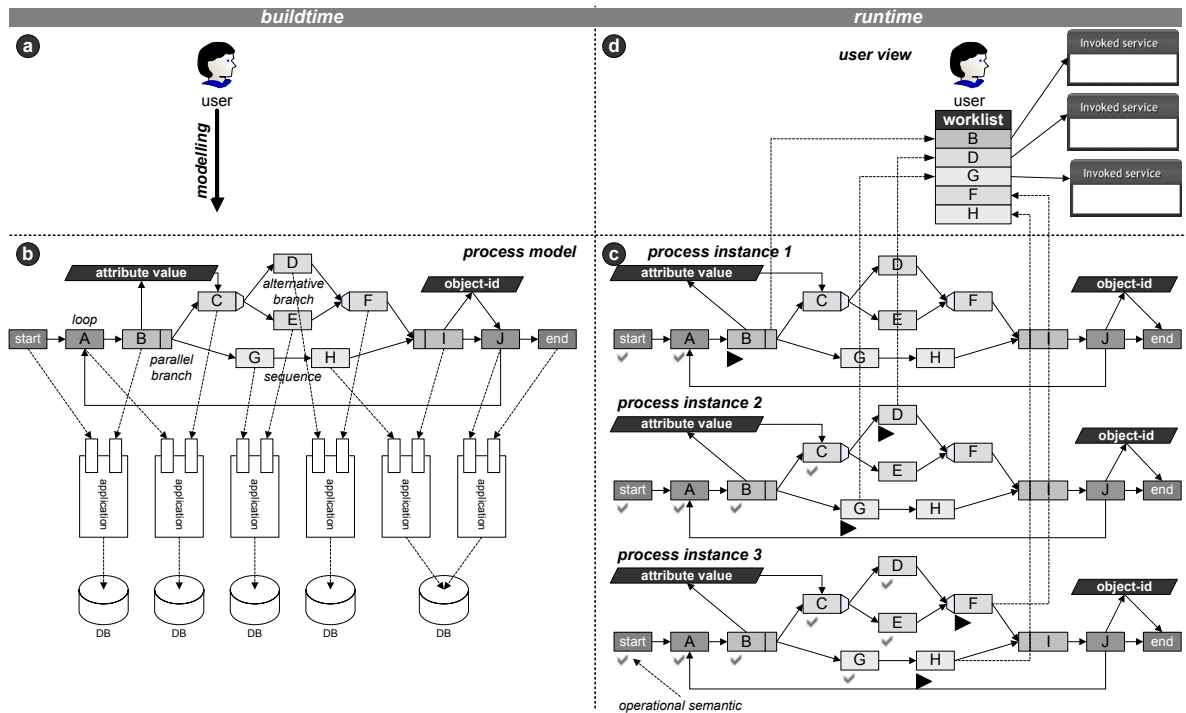 buildtime
runtime
a
user
modelling
d
user view
user
worklist
B
D
G
F
H
Invoked service
Invoked service
Invoked service
b
process model
attribute value
D
alternative
branch
C
E
F
object-id
loop
start
A
B
parallel
branch
G
H
sequence
I
J
end
application
application
application
application
application
application
DB
DB
DB
DB
DB
c
process instance 1
attribute value
D
C
E
F
object-id
start
A
B
G
H
I
J
end
process instance 2
attribute value
D
C
E
F
object-id
start
A
B
G
H
I
J
end
process instance 3
attribute value
D
C
E
F
object-id
start
A
B
G
H
I
J
end
operational semantic